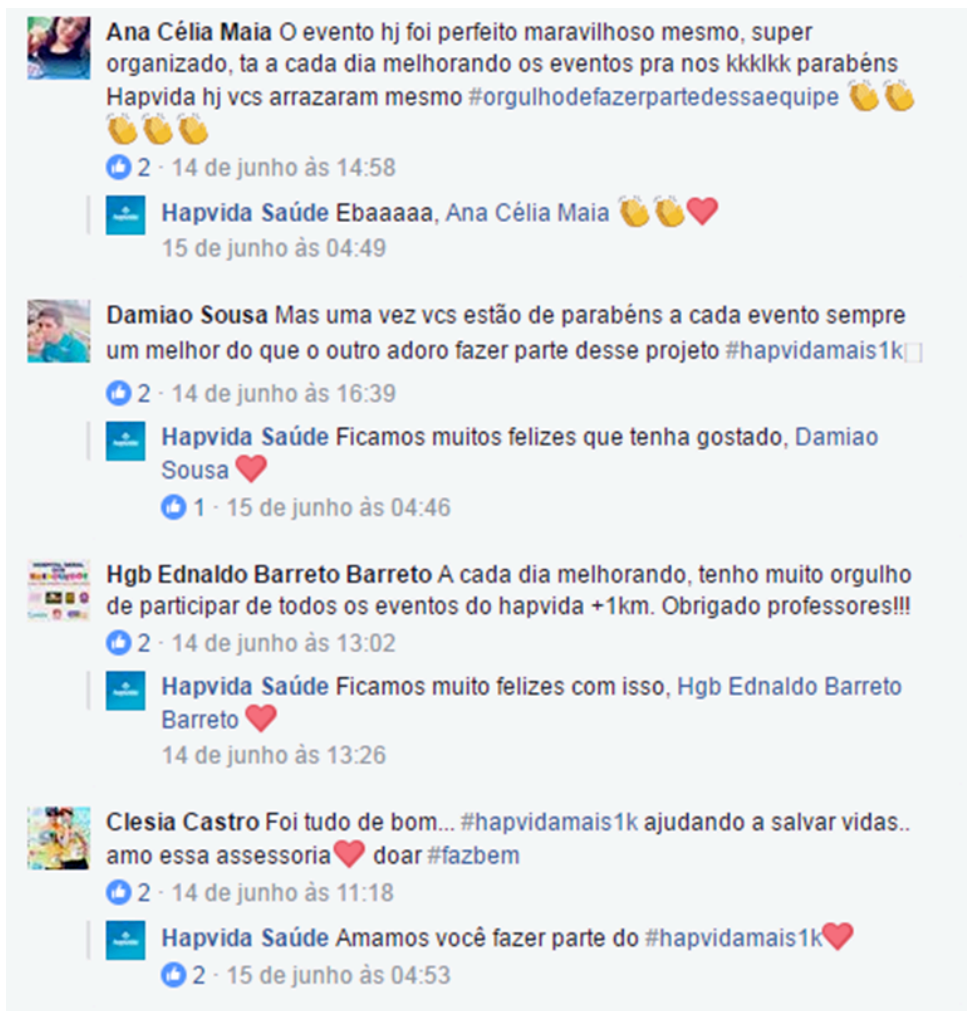 Ana Célia Maia O evento hj foi perfeito maravilhoso mesmo, super
organizado, ta a cada dia melhorando os eventos pra nos kkklkk parabéns
Hapvida hj vcs arrazaram mesmo #orgulhodefazerpartedessaequipe 👏👏
👏👏👏
2 · 14 de junho às 14:58
Hapvida Saúde Ebaaaaa, Ana Célia Maia 👏👏❤
15 de junho às 04:49
Damiao Sousa Mas uma vez vcs estão de parabéns a cada evento sempre
um melhor do que o outro adoro fazer parte desse projeto #hapvidamais1k□
2 · 14 de junho às 16:39
Hapvida Saúde Ficamos muitos felizes que tenha gostado, Damiao
Sousa ❤
1 · 15 de junho às 04:46
Hgb Ednaldo Barreto Barreto A cada dia melhorando, tenho muito orgulho
de participar de todos os eventos do hapvida +1km. Obrigado professores!!!
2 · 14 de junho às 13:02
Hapvida Saúde Ficamos muito felizes com isso, Hgb Ednaldo Barreto
Barreto ❤
14 de junho às 13:26
Clesia Castro Foi tudo de bom... #hapvidamais1k ajudando a salvar vidas..
amo essa assessoria❤ doar #fazbem
2 · 14 de junho às 11:18
Hapvida Saúde Amamos você fazer parte do #hapvidamais1k❤
2 · 15 de junho às 04:53